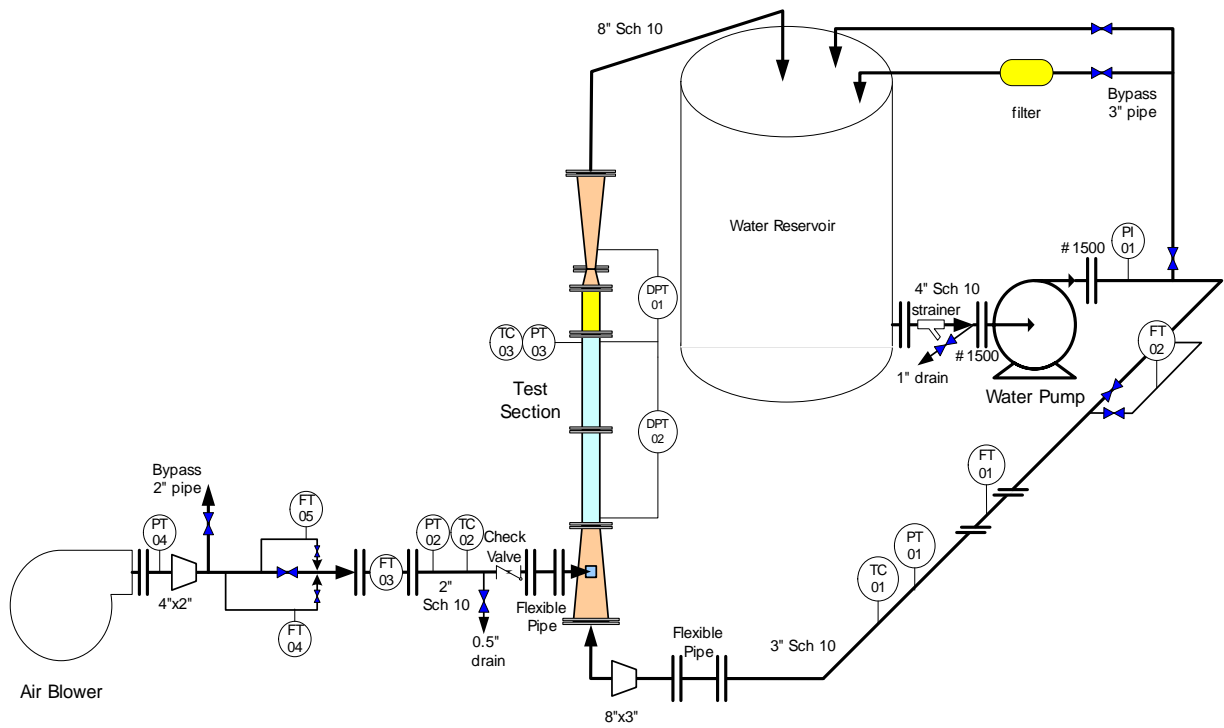 8" Sch 10
Bypass
3" pipe
filter
Water Reservoir
PI
01
# 1500
4" Sch 10
strainer
# 1500
1" drain
Water Pump
FT
02
DPT
01
TC
03
PT
03
Test
Section
DPT
02
FT
01
PT
01
TC
01
Bypass
2" pipe
PT
04
4"x2"
FT
05
FT
04
FT
03
PT
02
TC
02
Check
Valve
2"
Sch 10
0.5"
drain
Flexible
Pipe
Flexible
Pipe
3" Sch 10
8"x3"
Air Blower